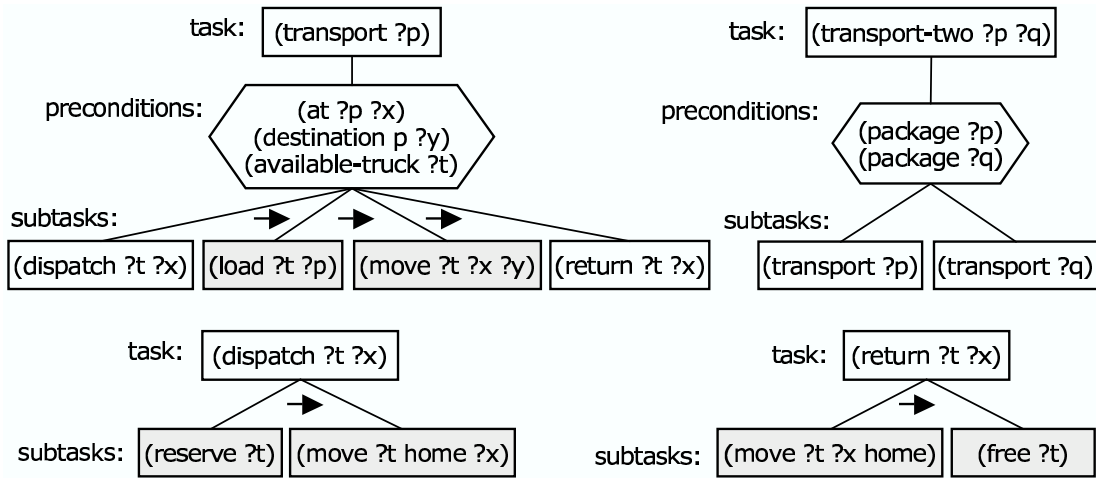 task: (transport ?p)
preconditions: (at ?p ?x)
(destination p ?y)
(available-truck ?t)
subtasks:
(dispatch ?t ?x) (load ?t ?p) (move ?t ?x ?y) (return ?t ?x)
task: (transport-two ?p ?q)
preconditions: (package ?p)
(package ?q)
subtasks:
(transport ?p) (transport ?q)
task: (dispatch ?t ?x)
subtasks: (reserve ?t) (move ?t home ?x)
task: (return ?t ?x)
subtasks: (move ?t ?x home) (free ?t)